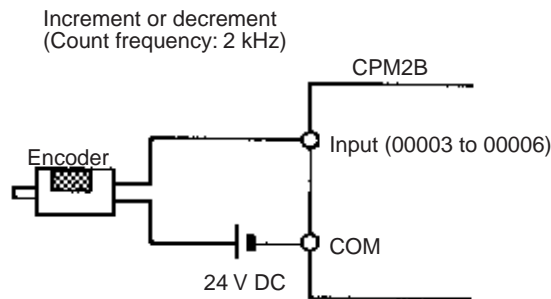 Increment or decrement
(Count frequency: 2 kHz)
CPM2B
Input (00003 to 00006)
Encoder
COM
24 V DC